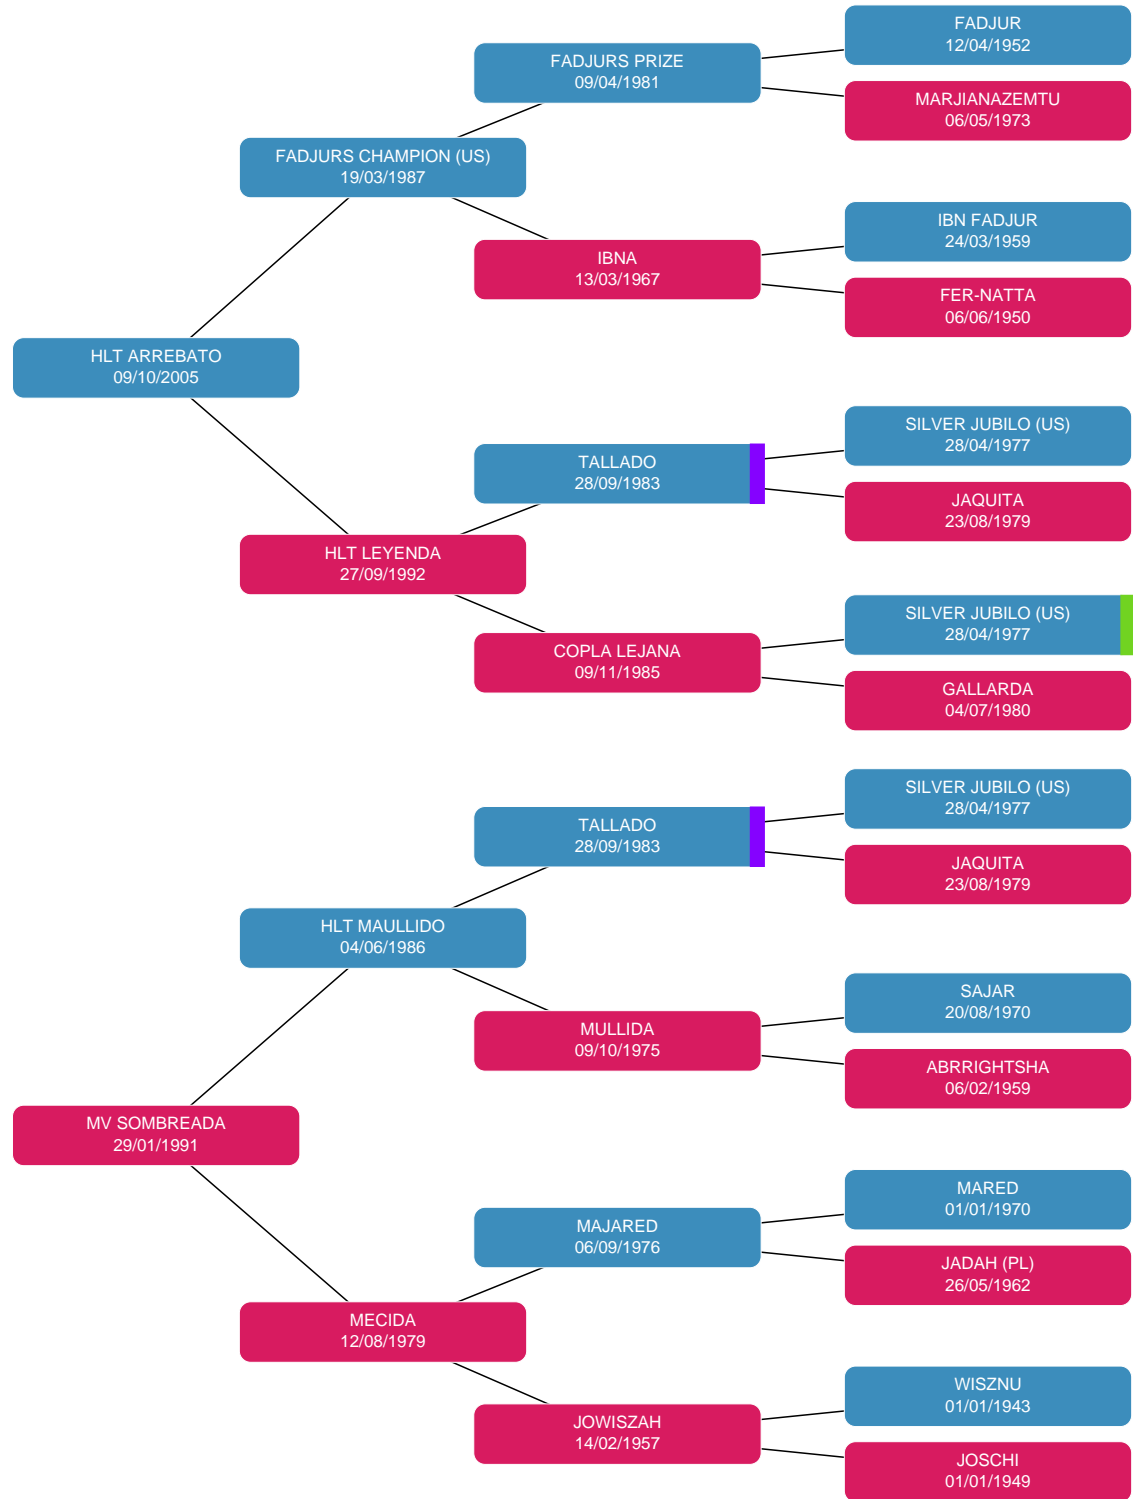 FADJUR
12/04/1952
FADJURS PRIZE
09/04/1981
MARJIANAZEMTU
06/05/1973
FADJURS CHAMPION (US)
19/03/1987
IBN FADJUR
24/03/1959
IBNA
13/03/1967
FER-NATTA
06/06/1950
HLT ARREBATO
09/10/2005
SILVER JUBILO (US)
28/04/1977
TALLADO
28/09/1983
JAQUITA
23/08/1979
HLT LEYENDA
27/09/1992
SILVER JUBILO (US)
28/04/1977
COPLA LEJANA
09/11/1985
GALLARDA
04/07/1980
SILVER JUBILO (US)
28/04/1977
TALLADO
28/09/1983
JAQUITA
23/08/1979
HLT MAULLIDO
04/06/1986
SAJAR
20/08/1970
MULLIDA
09/10/1975
ABRRIGHTSHA
06/02/1959
MV SOMBREADA
29/01/1991
MARED
01/01/1970
MAJARED
06/09/1976
JADAH (PL)
26/05/1962
MECIDA
12/08/1979
WISZNU
01/01/1943
JOWISZAH
14/02/1957
JOSCHI
01/01/1949